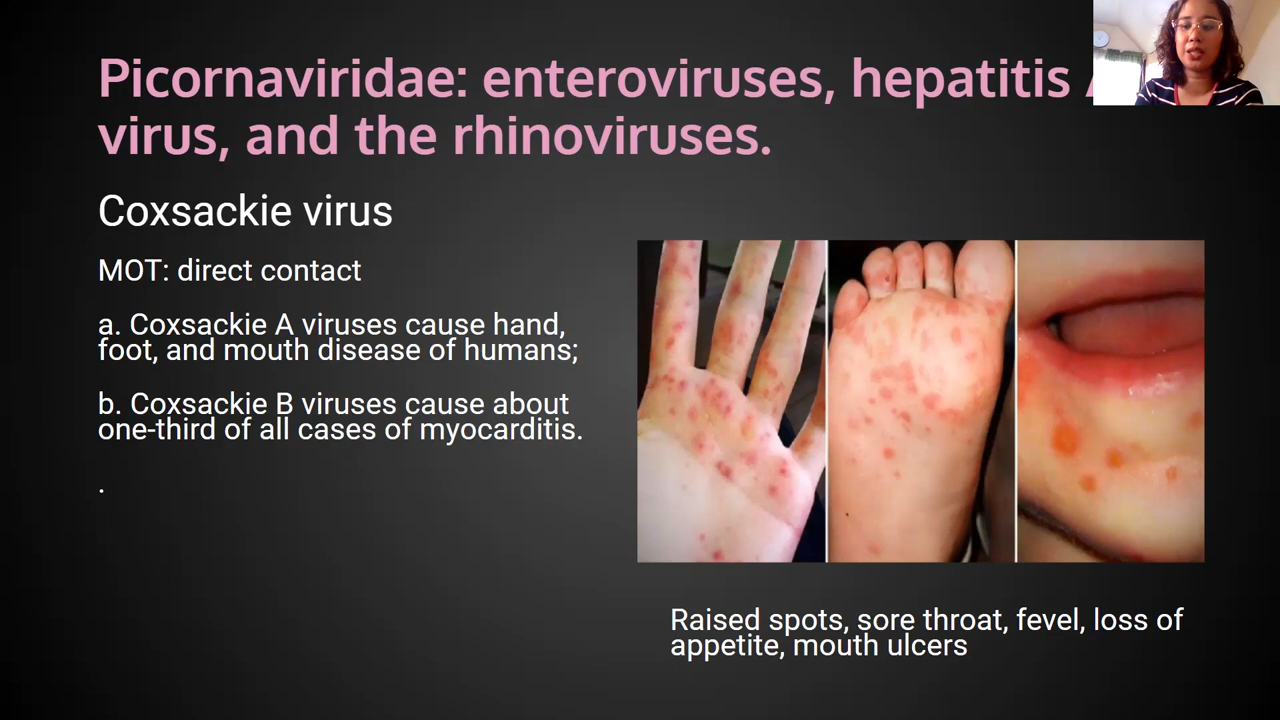 Picornaviridae: enteroviruses, hepatitis
virus, and the rhinoviruses.
Coxsackie virus
MOT: direct contact
a. Coxsackie A viruses cause hand,
foot, and mouth disease of humans;
b. Coxsackie B viruses cause about
one-third of all cases of myocarditis.
.
Raised spots, sore throat, fevel, loss of
appetite, mouth ulcers